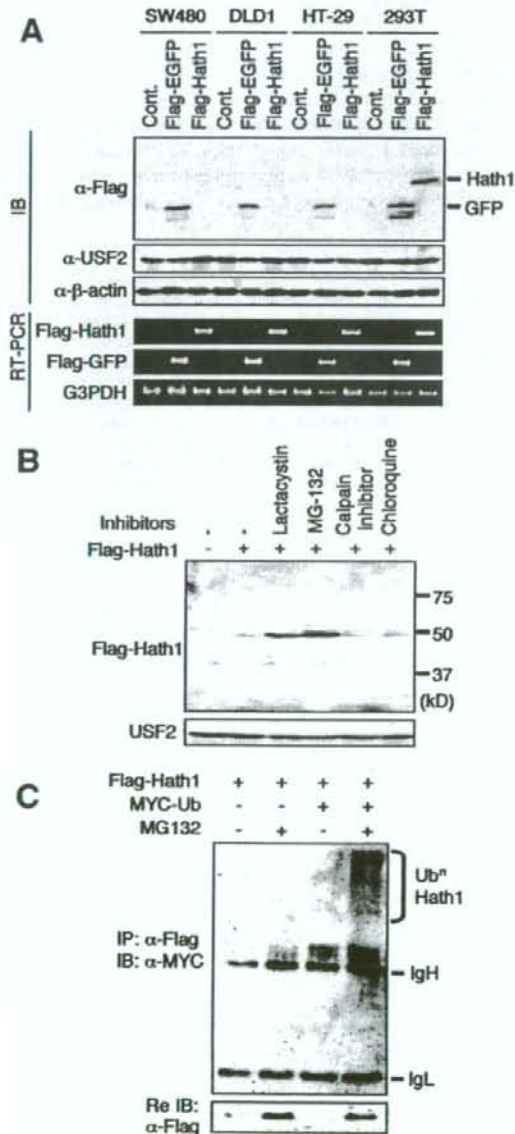 A
SW480 DLD1 HT-29 293T
Cont. Flag-EGFP Flag-Hath1 Cont. Flag-EGFP Flag-Hath1 Cont. Flag-EGFP Flag-Hath1 Cont. Flag-EGFP Flag-Hath1
IB
α-Flag
Hath1
GFP
α-USF2
α-β-actin
RT-PCR
Flag-Hath1
Flag-GFP
G3PDH
B
Inhibitors - - Lactacystin MG-132 Calpain Inhibitor Chloroquine
Flag-Hath1 - + + + + +
75
Flag-Hath1
50
37
(kD)
USF2
C
Flag-Hath1 + + + +
MYC-Ub - - + +
MG132 - + - +
Ubⁿ
Hath1
IP: α-Flag
IB: α-MYC
IgH
IgL
Re IB:
α-Flag